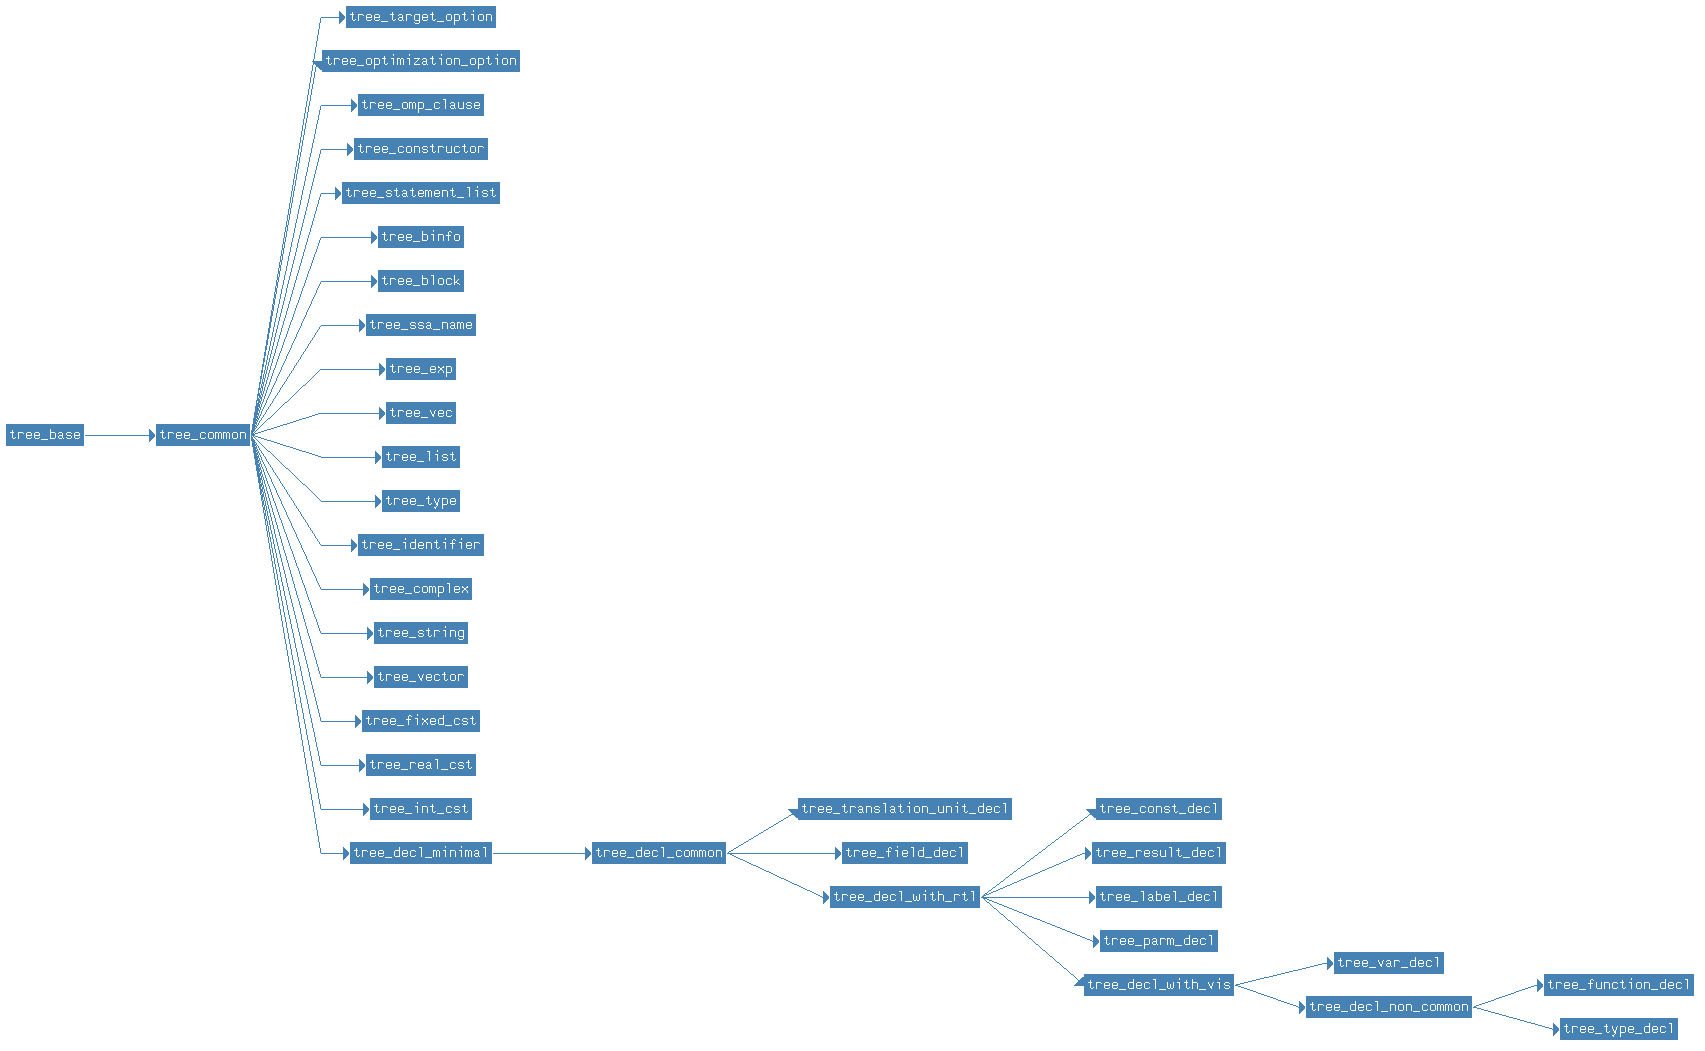 tree_target_option
tree_optimization_option
tree_omp_clause
tree_constructor
tree_statement_list
tree_binfo
tree_block
tree_ssa_name
tree_exp
tree_vec
tree_base
tree_common
tree_list
tree_type
tree_identifier
tree_complex
tree_string
tree_vector
tree_fixed_cst
tree_real_cst
tree_int_cst
tree_translation_unit_decl
tree_const_decl
tree_decl_minimal
tree_decl_common
tree_field_decl
tree_result_decl
tree_decl_with_rtl
tree_label_decl
tree_parm_decl
tree_var_decl
tree_decl_with_vis
tree_function_decl
tree_decl_non_common
tree_type_decl